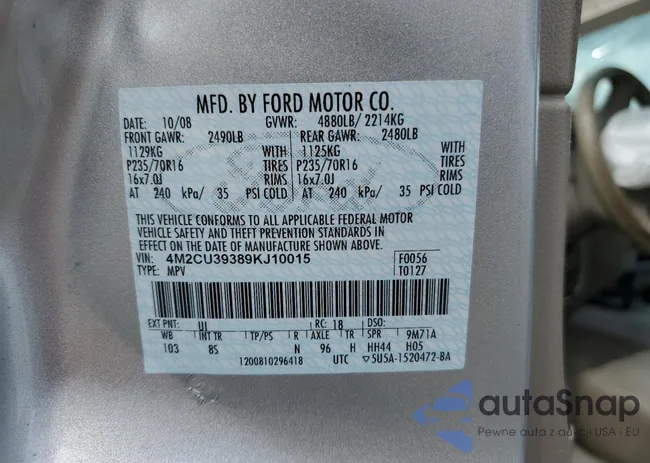 MFD. BY FORD MOTOR CO.
DATE: 10/08 GVWR: 4880LB/ 2214KG
FRONT GAWR: 2490LB REAR GAWR: 2480LB
1129KG WITH 1125KG WITH
P235/70R16 TIRES P235/70R16 TIRES
16x7.0J RIMS 16x7.0J RIMS
AT 240 kPa/ 35 PSI COLD AT 240 kPa/ 35 PSI COLD
THIS VEHICLE CONFORMS TO ALL APPLICABLE FEDERAL MOTOR
VEHICLE SAFETY AND THEFT PREVENTION STANDARDS IN
EFFECT ON THE DATE OF MANUFACTURE SHOWN ABOVE.
VIN: 4M2CU39389KJ10015 F0056
TYPE: MPV T0127
EXT PNT: UJ RC: 18 DSO:
WB INT TR TP/PS R AXLE TR SPR 9M71A
103 8S N 96 H HH44 H05
1200810296418 UTC ▽5U5A-1520472-BA
autaSnap
Pewne auta z aukcji USA i EU